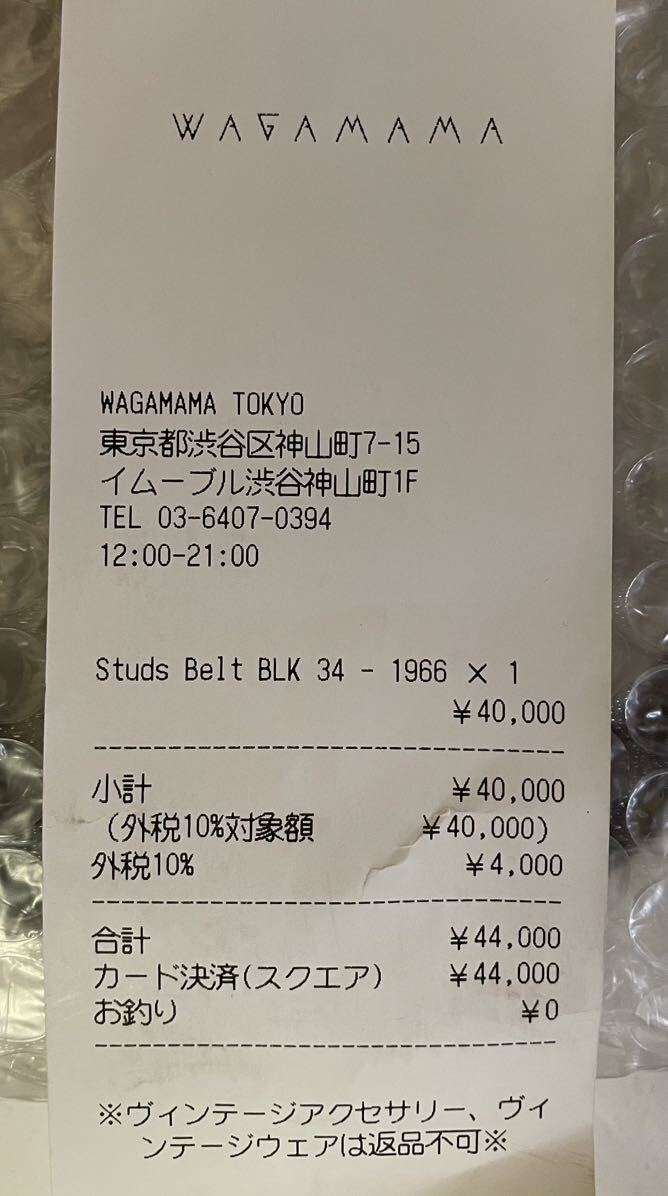 WAGAMAMA
WAGAMAMA TOKYO
東京都渋谷区神山町7-15
イムーブル渋谷神山町1F
TEL 03-6407-0394
12:00-21:00
Studs Belt BLK 34 - 1966 × 1
¥40,000
小計 ¥40,000
(外税10%対象額 ¥40,000)
外税10% ¥4,000
合計 ¥44,000
カード決済(スクエア) ¥44,000
お釣り ¥0
※ヴィンテージアクセサリー、ヴィ
ンテージウェアは返品不可※